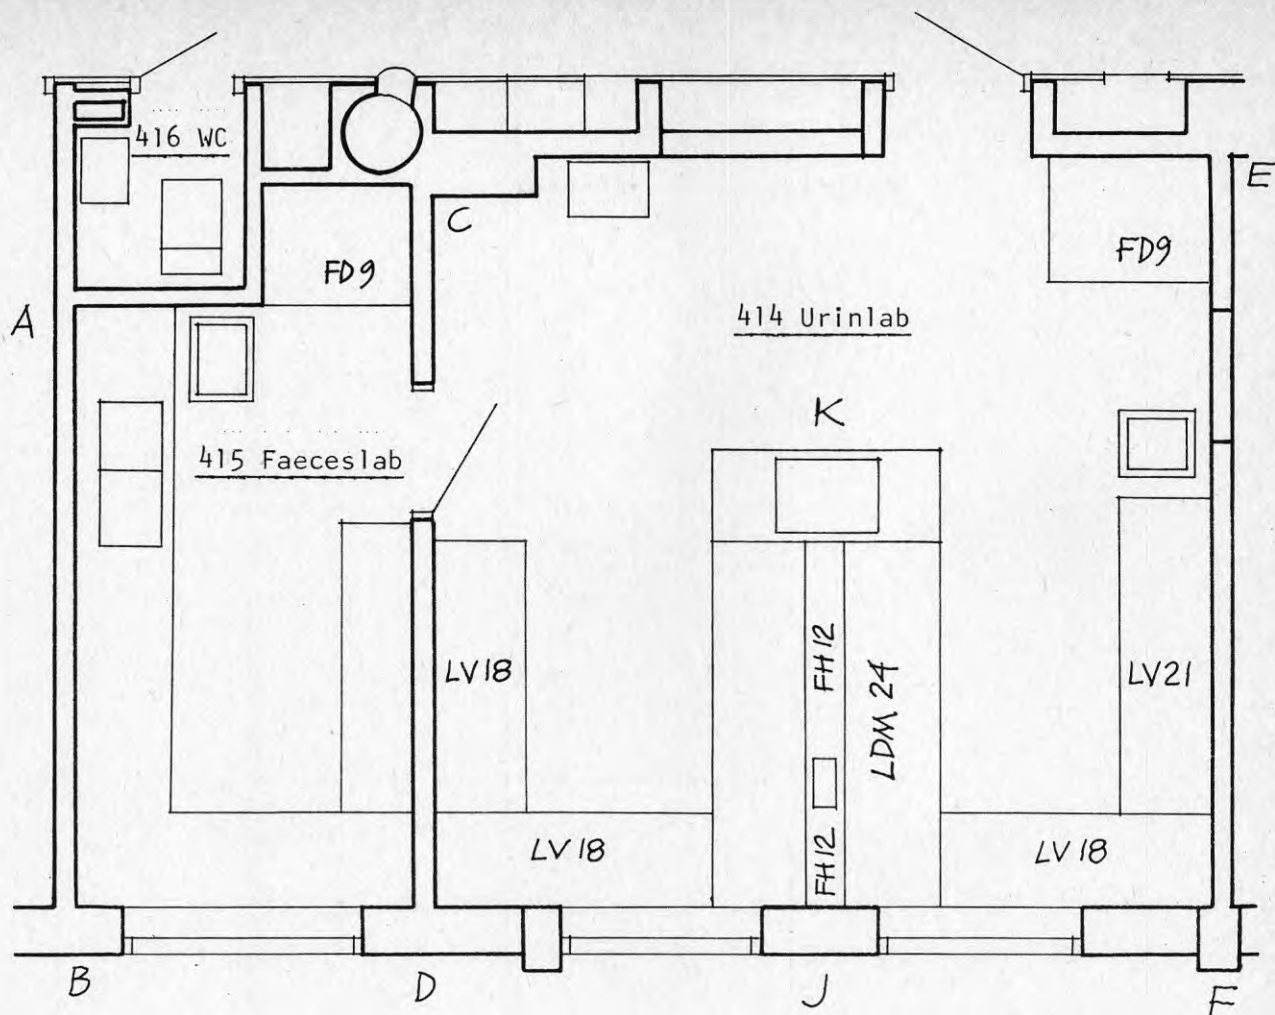 416 WC
E
C
FD9
FD9
A
414 Urinlab
K
415 Faeceslab
FH12
LV18
LDM 24
LV21
LV18
FH12
LV18
B
D
J
F